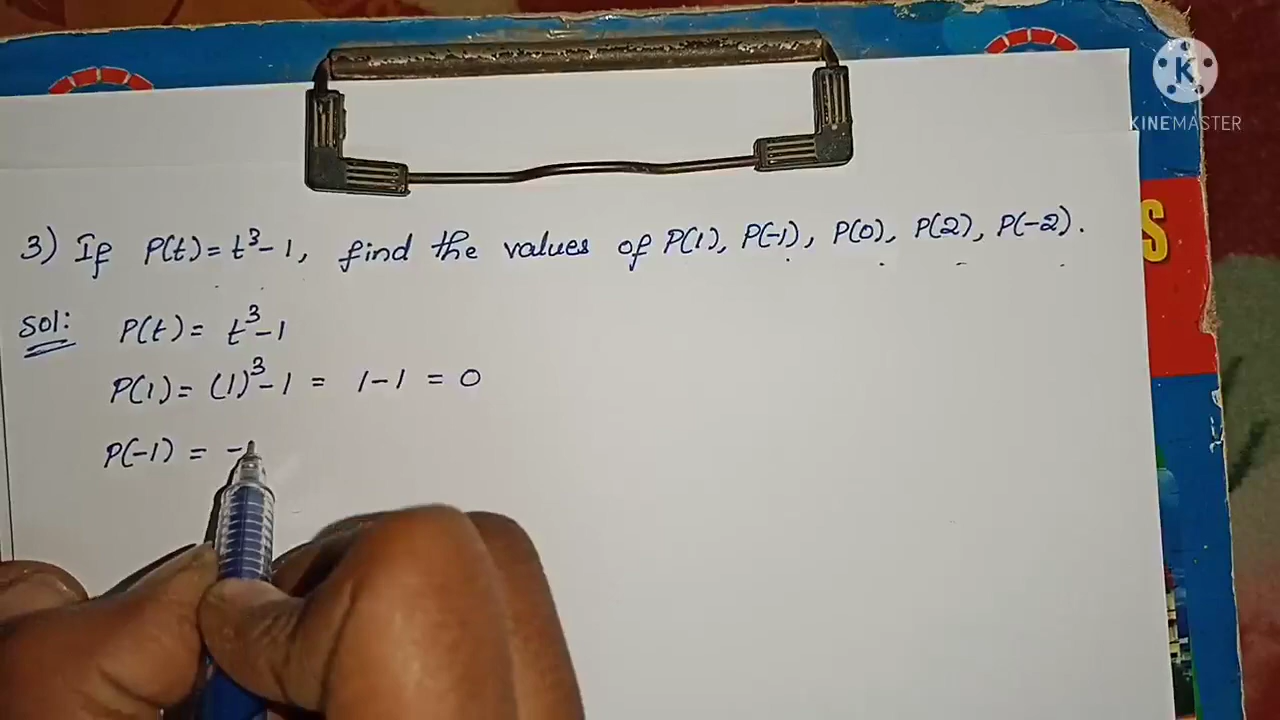 K
KINEMASTER
S
3) If P(t) = t³-1, find the values of P(1), P(-1), P(0), P(2), P(-2).
Sol: P(t) = t³-1
P(1) = (1)³-1 = 1-1 = 0
P(-1) = -